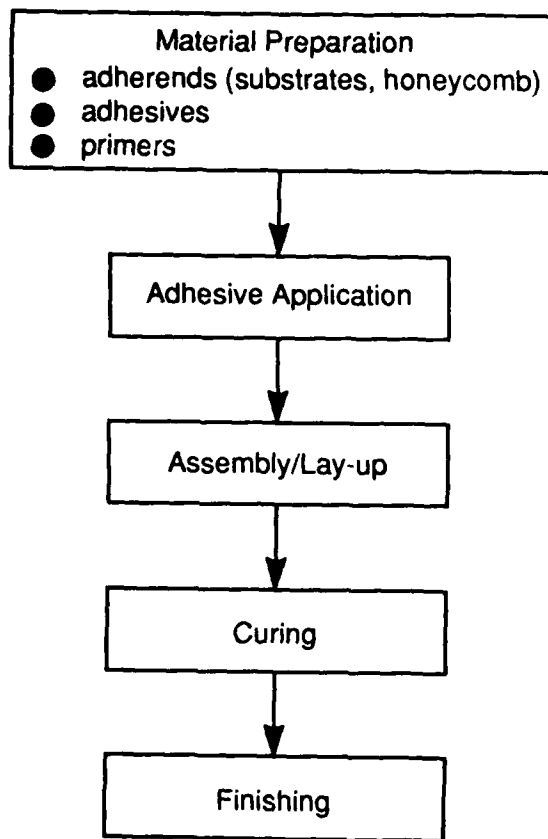 Material Preparation
● adherends (substrates, honeycomb)
● adhesives
● primers
Adhesive Application
Assembly/Lay-up
Curing
Finishing